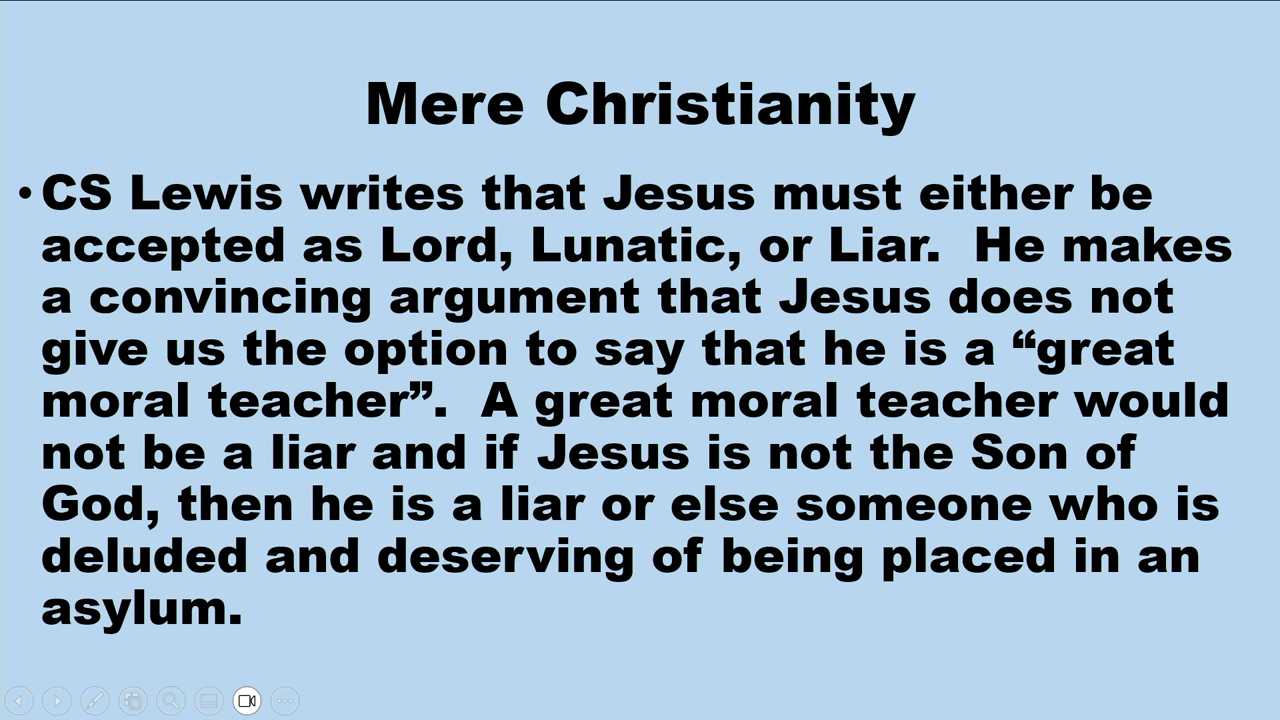 Mere Christianity
• CS Lewis writes that Jesus must either be
accepted as Lord, Lunatic, or Liar.  He makes
a convincing argument that Jesus does not
give us the option to say that he is a “great
moral teacher”.  A great moral teacher would
not be a liar and if Jesus is not the Son of
God, then he is a liar or else someone who is
deluded and deserving of being placed in an
asylum.